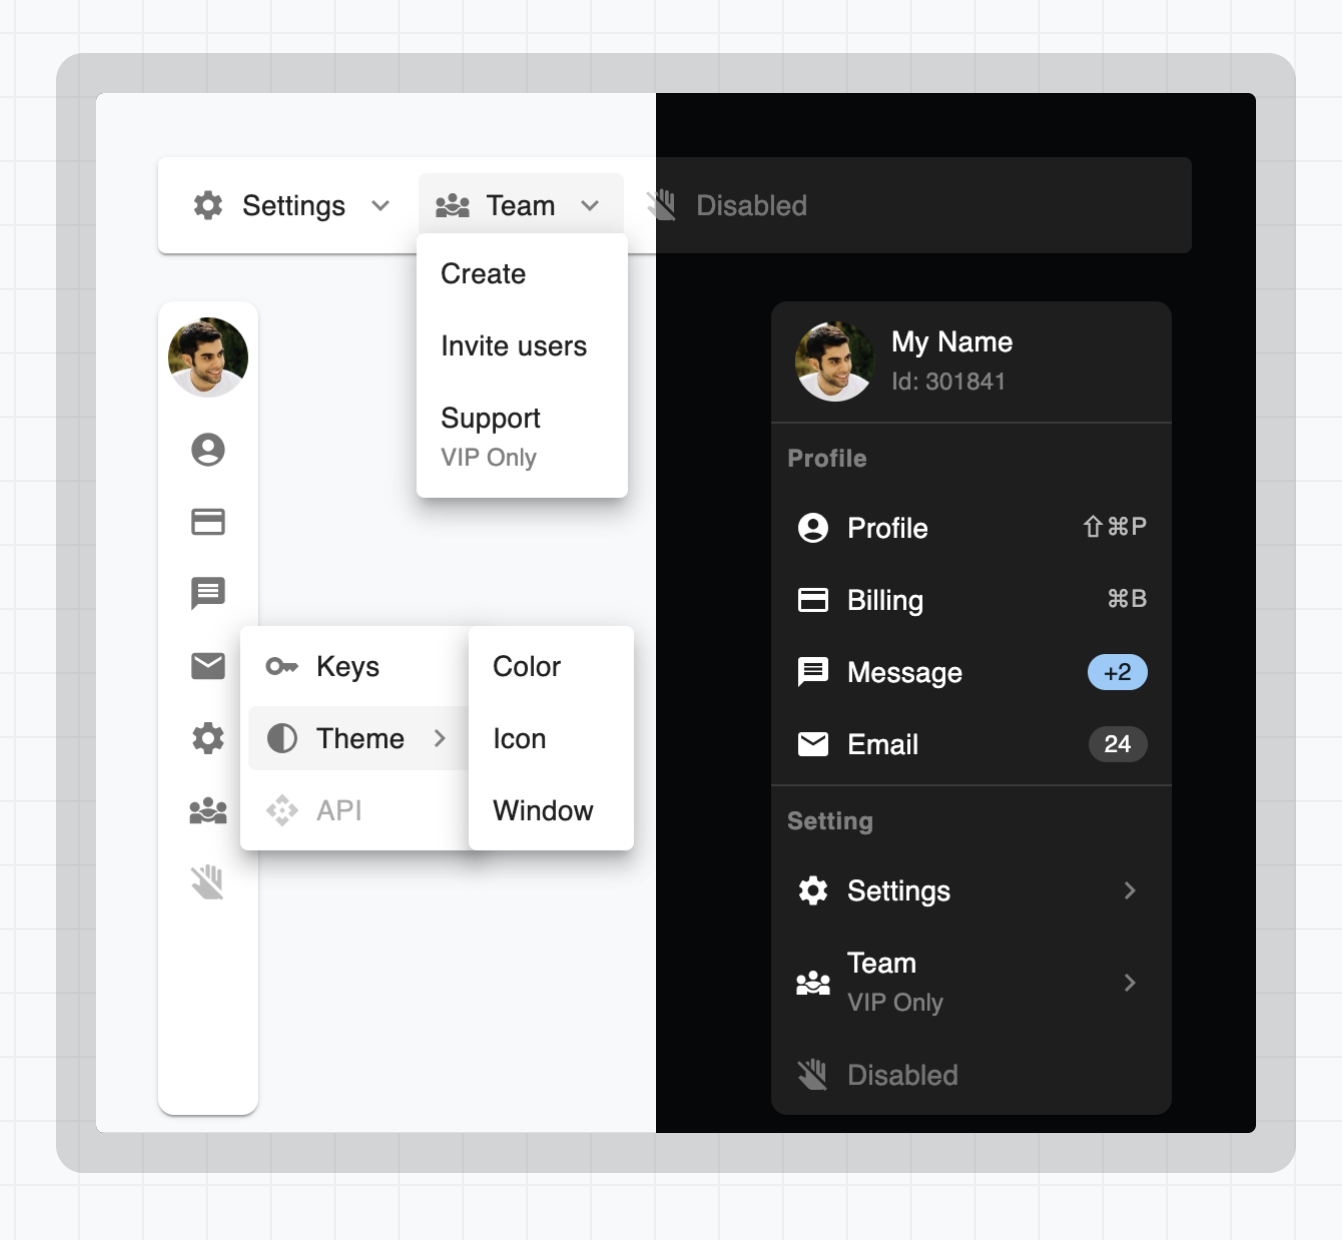 Settings
Team
Disabled
Create
Invite users
Support
VIP Only
Keys
Theme
API
Color
Icon
Window
My Name
Id: 301841
Profile
Profile ⇧⌘P
Billing ⌘B
Message +2
Email 24
Setting
Settings
Team
VIP Only
Disabled